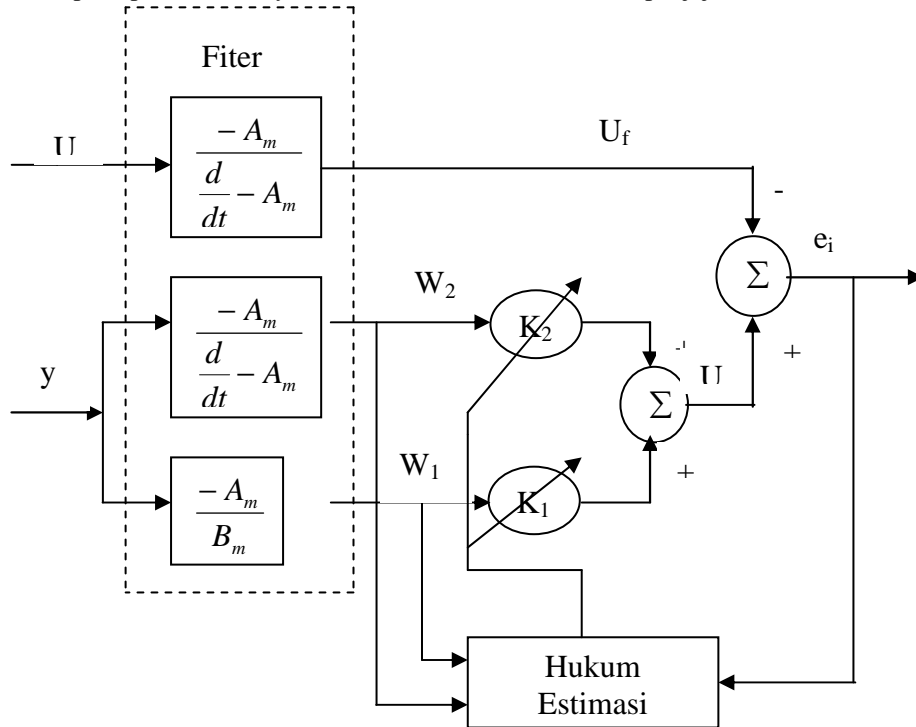 Fiter
U
-A_m
d/dt - A_m
U_f
-
e_i
Σ
+
W_2
K_2
y
-A_m
d/dt - A_m
U
Σ
+
W_1
K_1
-A_m
B_m
Hukum
Estimasi